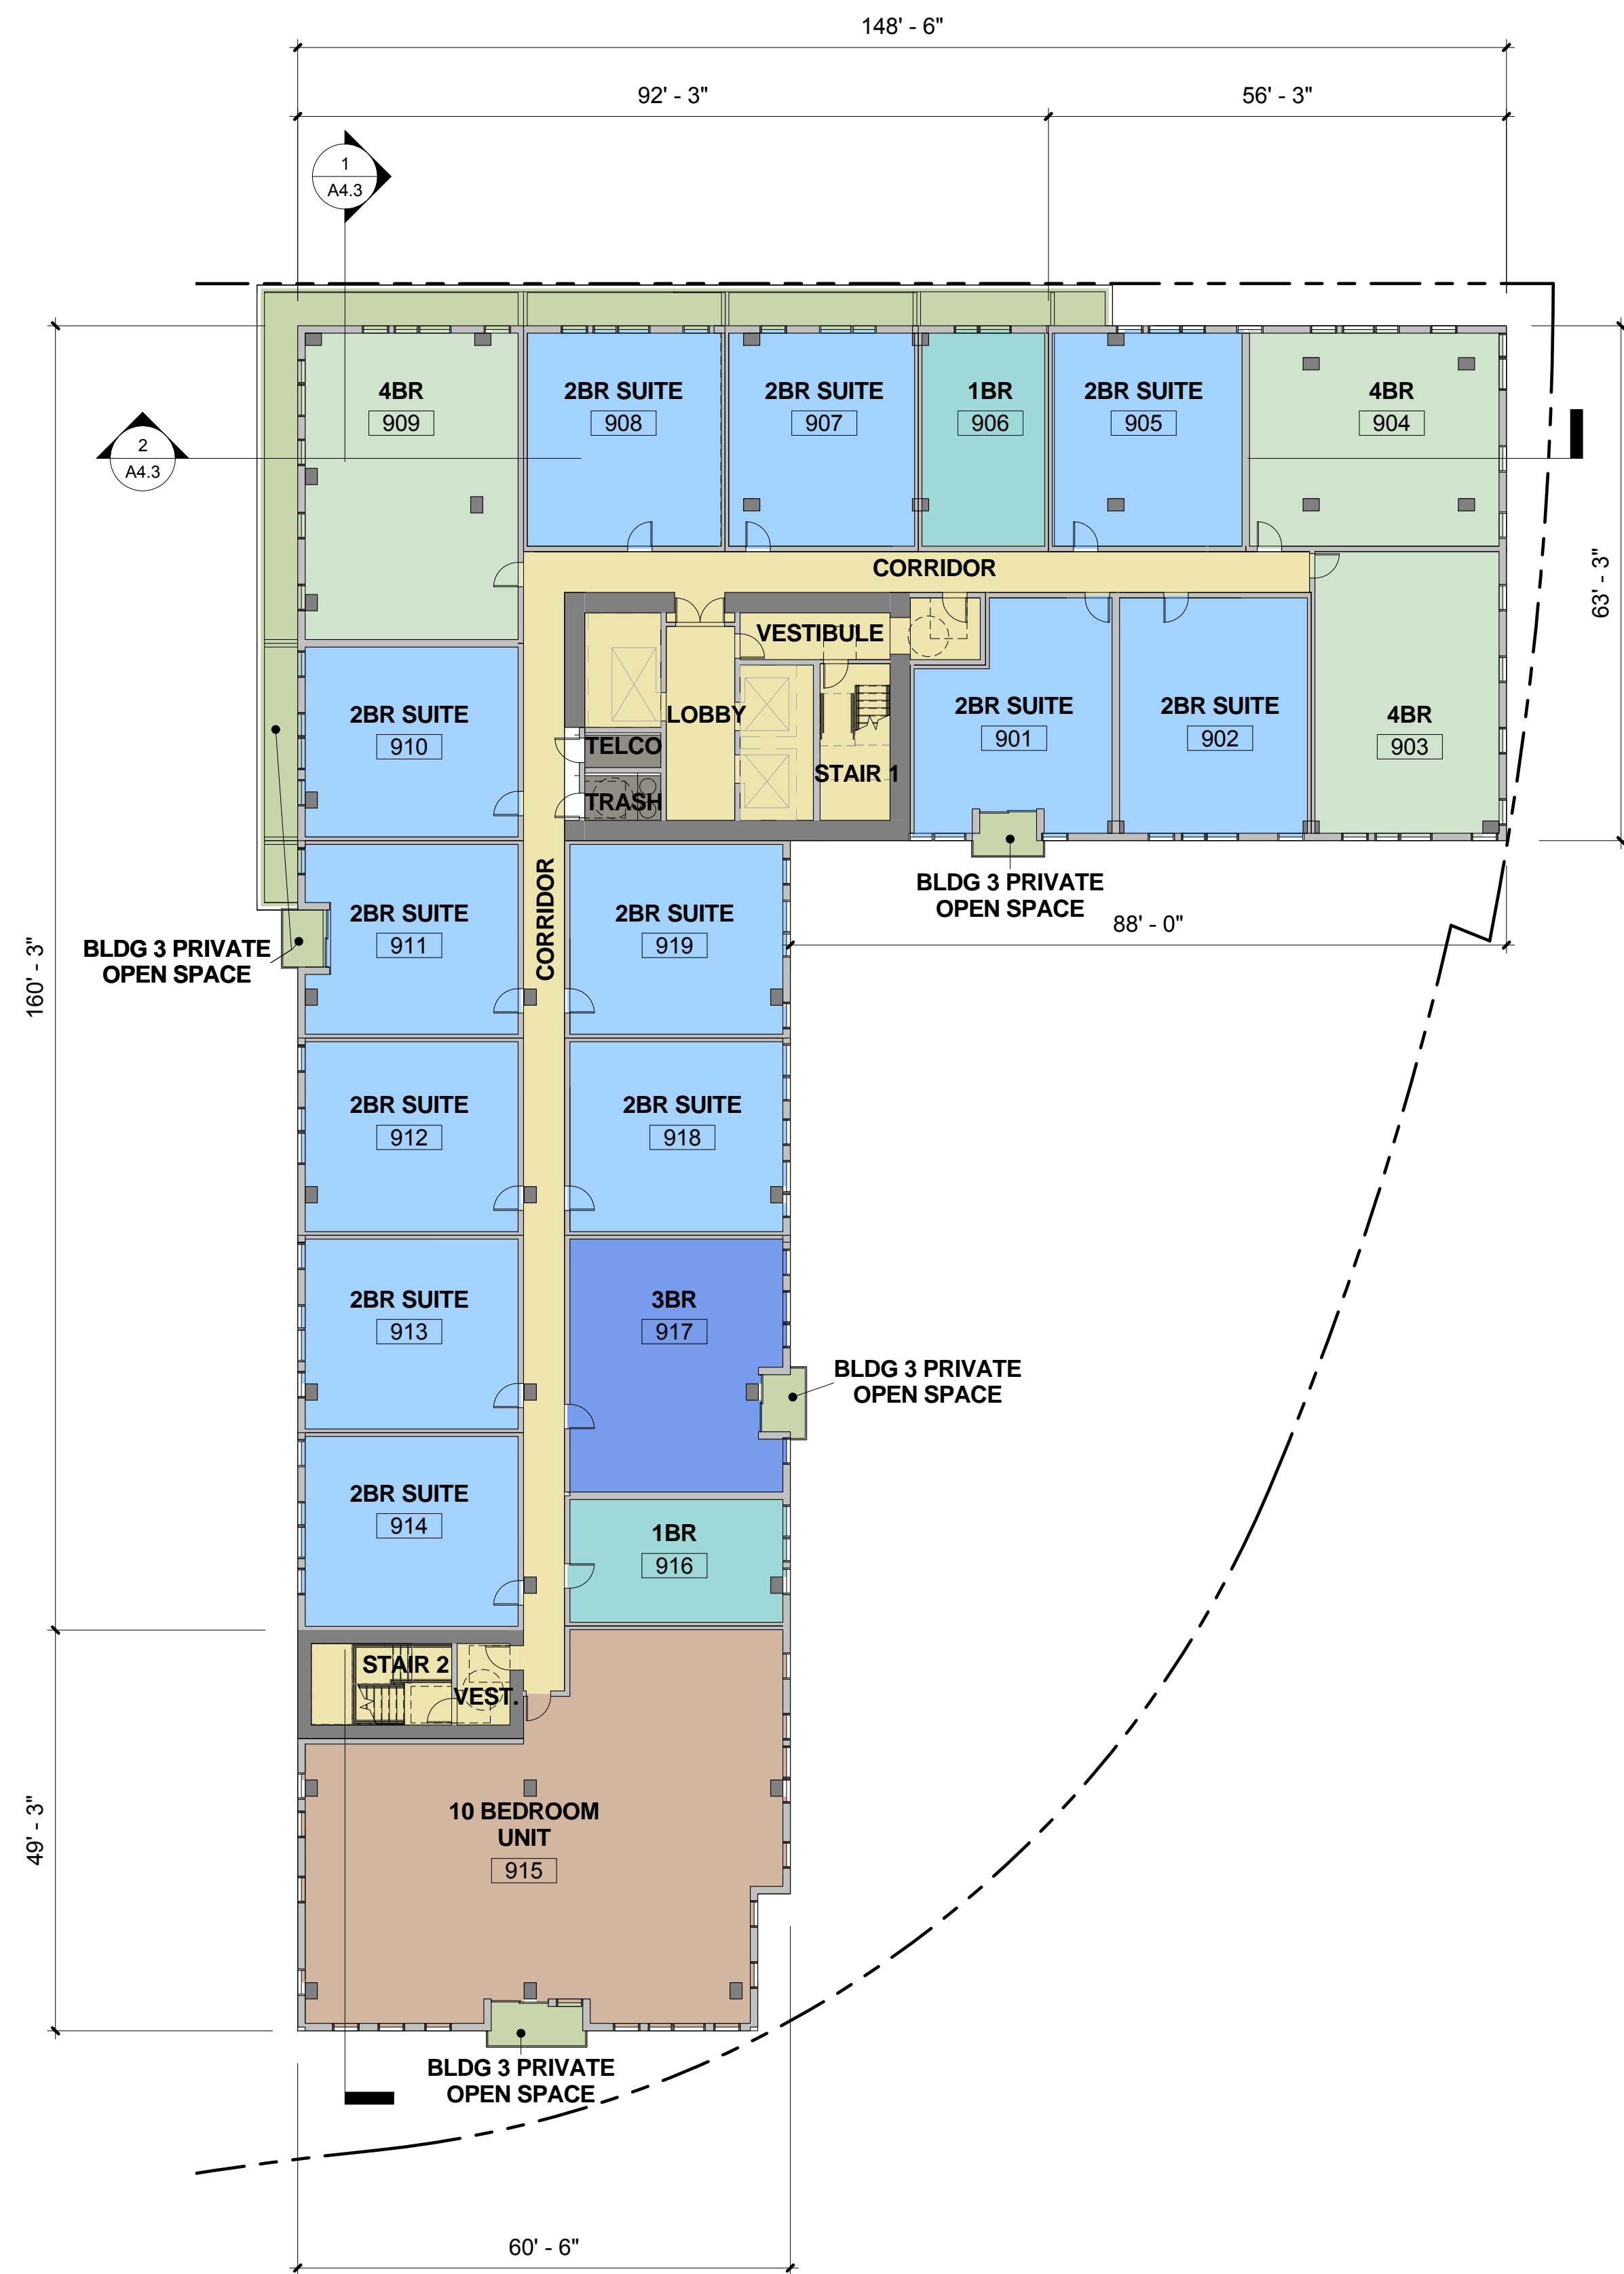 148' - 6"
92' - 3"
56' - 3"
1
A4.3
4BR
909
2BR SUITE
908
2BR SUITE
907
1BR
906
2BR SUITE
905
4BR
904
2
A4.3
CORRIDOR
63' - 3"
VESTIBULE
2BR SUITE
910
LOBBY
TELCO
TRASH
STAIR 1
2BR SUITE
901
2BR SUITE
902
4BR
903
BLDG 3 PRIVATE
OPEN SPACE
88' - 0"
CORRIDOR
2BR SUITE
911
2BR SUITE
919
BLDG 3 PRIVATE
OPEN SPACE
160' - 3"
2BR SUITE
912
2BR SUITE
918
2BR SUITE
913
3BR
917
BLDG 3 PRIVATE
OPEN SPACE
2BR SUITE
914
1BR
916
STAIR 2
VEST.
10 BEDROOM
UNIT
915
49' - 3"
BLDG 3 PRIVATE
OPEN SPACE
60' - 6"